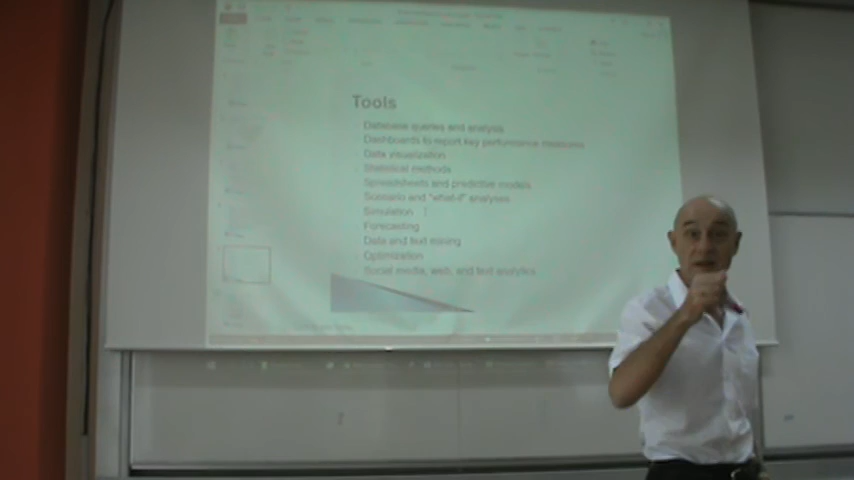 Tools
Database queries and analysis
Dashboards to report key performance measures
Data visualization
Statistical methods
Spreadsheets and predictive models
Scenario and "what-if" analyses
Simulation
Forecasting
Data and text mining
Optimization
Social media, web, and text analytics